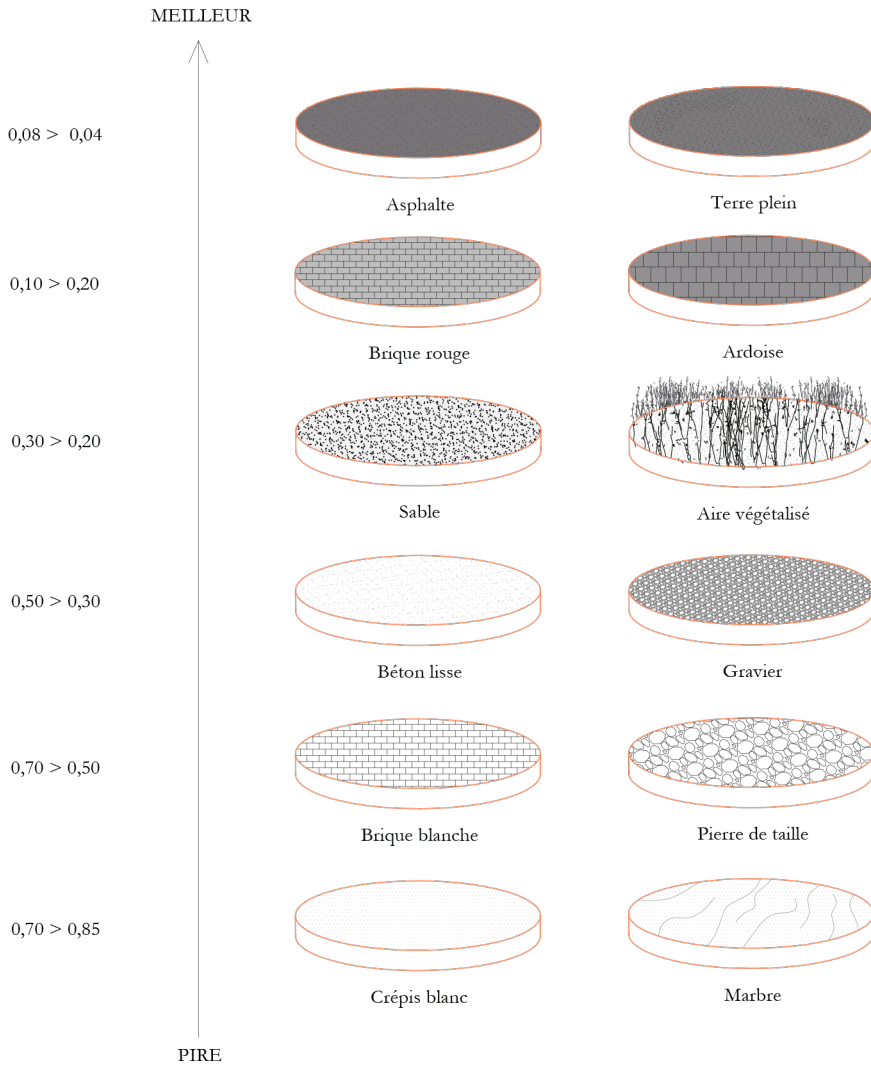 MEILLEUR
0,08 > 0,04
Asphalte
Terre plein
0,10 > 0,20
Brique rouge
Ardoise
0,30 > 0,20
Sable
Aire végétalisé
0,50 > 0,30
Béton lisse
Gravier
0,70 > 0,50
Brique blanche
Pierre de taille
0,70 > 0,85
Crépis blanc
Marbre
PIRE